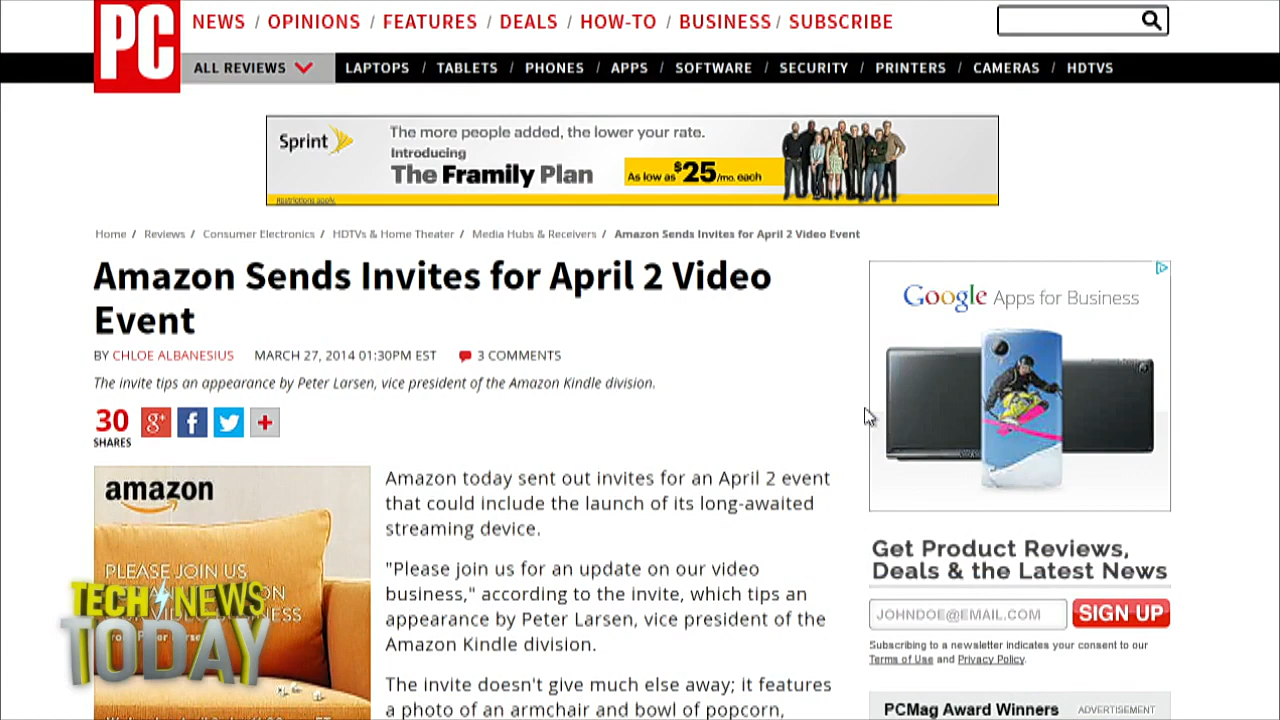 PC
NEWS / OPINIONS / FEATURES / DEALS / HOW-TO / BUSINESS / SUBSCRIBE
ALL REVIEWS
LAPTOPS / TABLETS / PHONES / APPS / SOFTWARE / SECURITY / PRINTERS / CAMERAS / HDTVS
Sprint
The more people added, the lower your rate.
Introducing
The Framily Plan
As low as $25/mo. each
Restrictions apply.
Home / Reviews / Consumer Electronics / HDTVs & Home Theater / Media Hubs & Receivers / Amazon Sends Invites for April 2 Video Event
Amazon Sends Invites for April 2 Video
Event
BY CHLOE ALBANESIUS MARCH 27, 2014 01:30PM EST 3 COMMENTS
The invite tips an appearance by Peter Larsen, vice president of the Amazon Kindle division.
30
SHARES
g+ f +
amazon
PLEASE JOIN US
TECH NEWS
TODAY
Amazon today sent out invites for an April 2 event
that could include the launch of its long-awaited
streaming device.
"Please join us for an update on our video
business," according to the invite, which tips an
appearance by Peter Larsen, vice president of the
Amazon Kindle division.
The invite doesn't give much else away; it features
a photo of an armchair and bowl of popcorn,
Google Apps for Business
Get Product Reviews,
Deals & the Latest News
JOHNDOE@EMAIL.COM SIGN UP
Subscribing to a newsletter indicates your consent to our
Terms of Use and Privacy Policy.
PCMag Award Winners ADVERTISEMENT